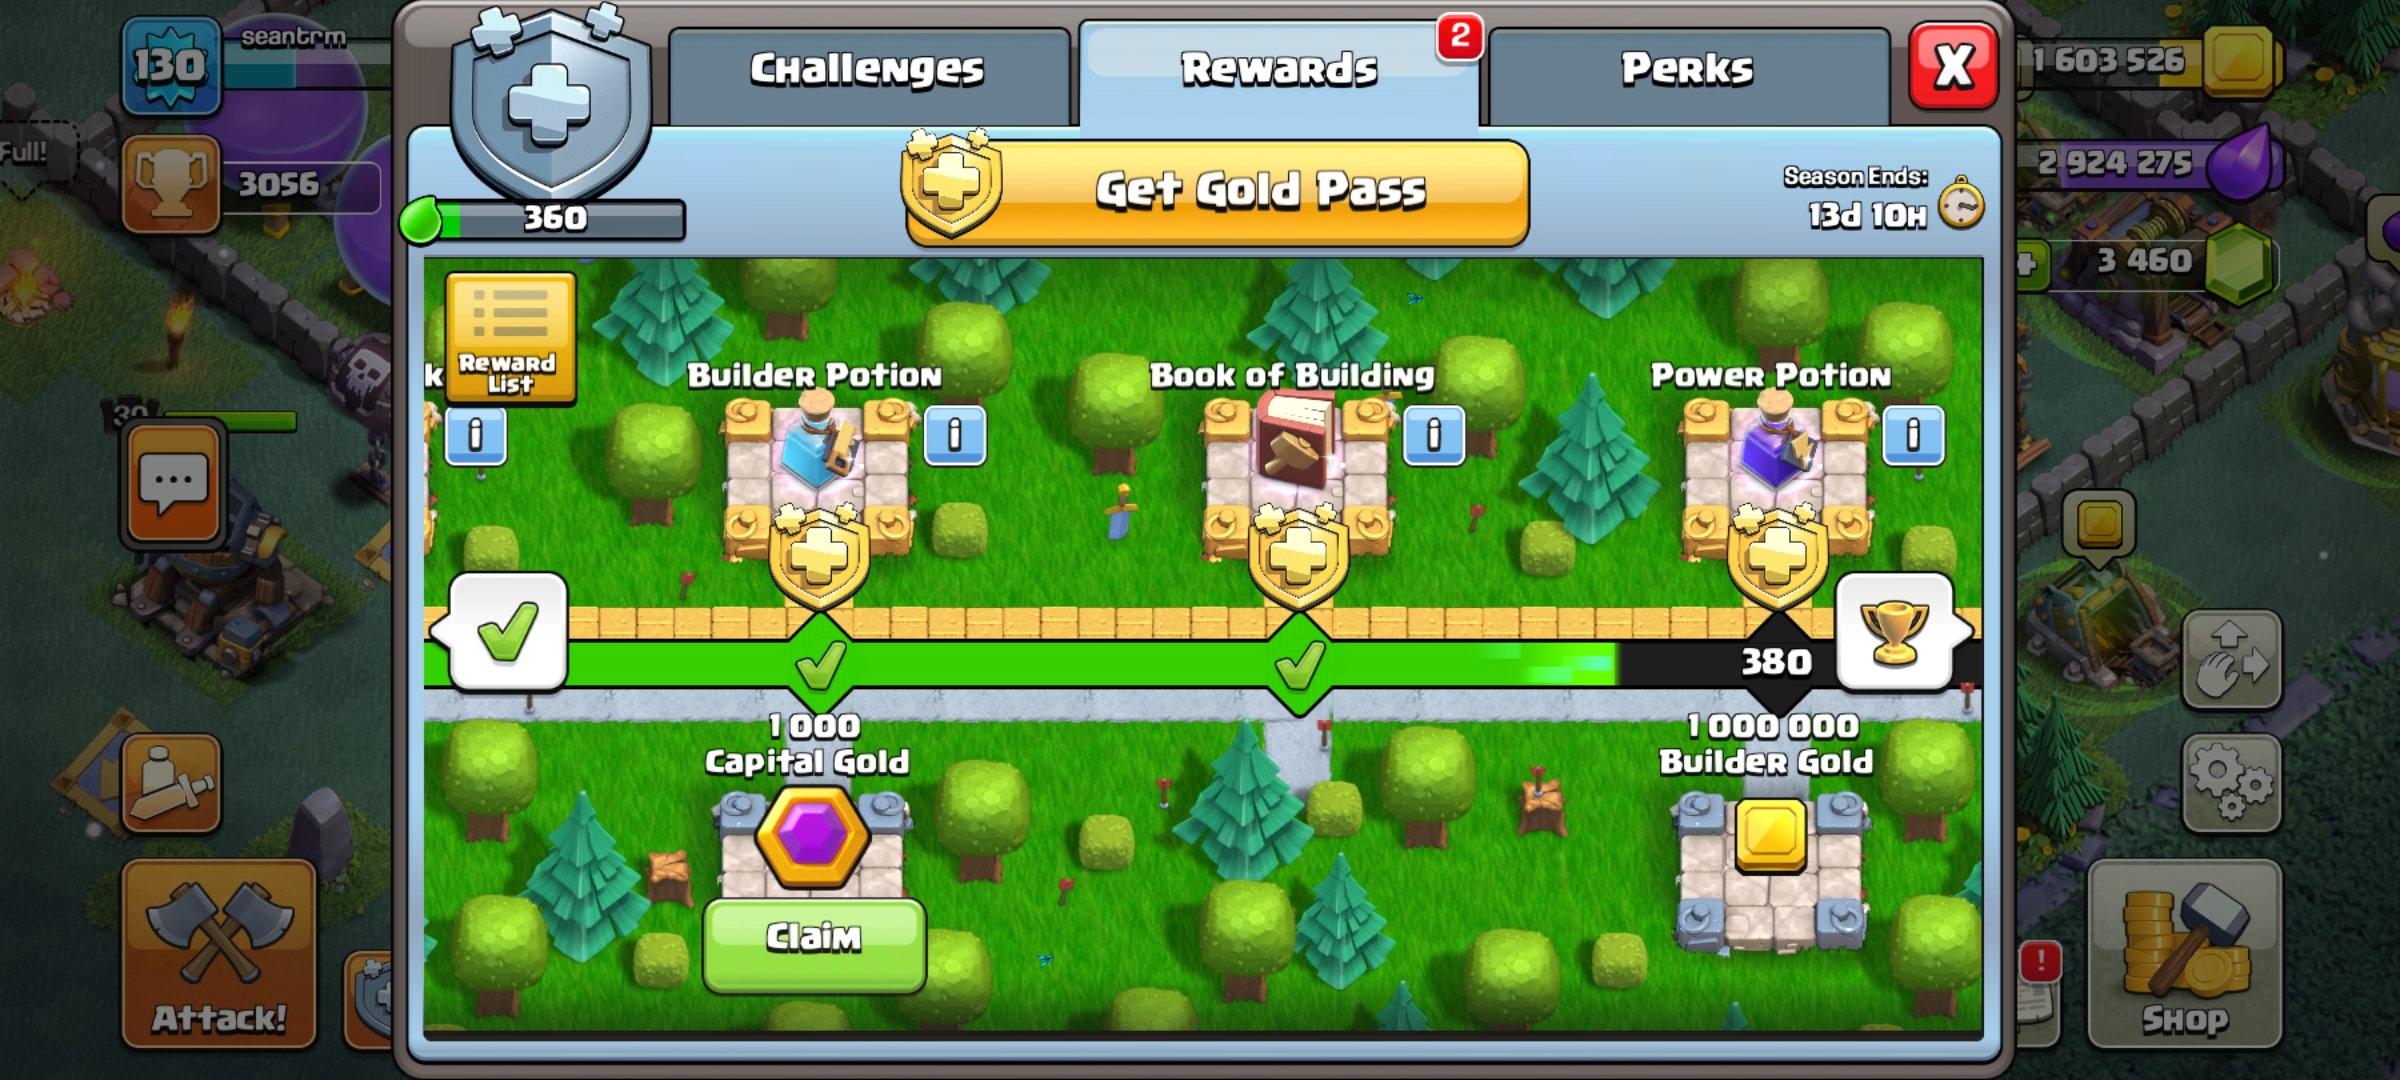 130
seantrm
Challenges
Rewards
2
Perks
X
1 603 526
Full!
3056
360
Get Gold Pass
Season Ends:
13d 10H
2 924 275
3 460
Reward
List
k
Builder Potion
Book of Building
Power Potion
i
i
i
i
380
1 000
Capital Gold
1 000 000
Builder Gold
Claim
Attack!
!
Shop